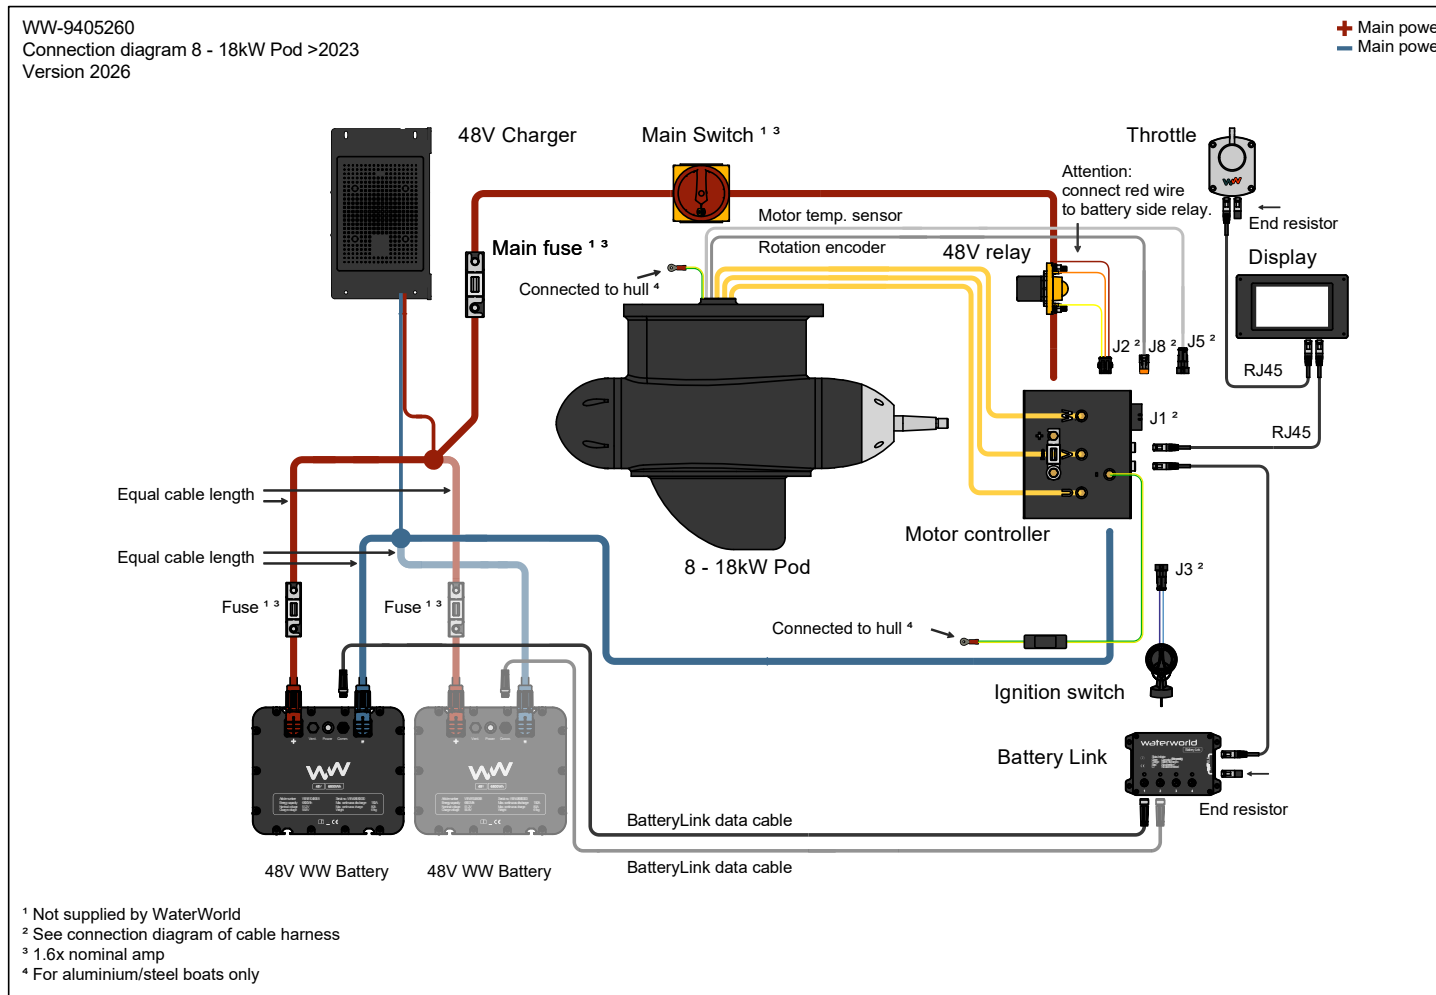 WW-9405260
Connection diagram 8 - 18kW Pod >2023
Version 2026
Main powe
Main powe
48V Charger
Main Switch ¹ ³
Throttle
Attention:
connect red wire
to battery side relay.
End resistor
Motor temp. sensor
Rotation encoder
Main fuse ¹ ³
48V relay
Display
Connected to hull ⁴
J2 ²
J8 ²
J5 ²
RJ45
J1 ²
RJ45
Equal cable length
Motor controller
Equal cable length
8 - 18kW Pod
J3 ²
Fuse ¹ ³
Fuse ¹ ³
Connected to hull ⁴
Ignition switch
Battery Link
waterworld
Battery Link
End resistor
BatteryLink data cable
BatteryLink data cable
48V WW Battery
48V WW Battery
¹ Not supplied by WaterWorld
² See connection diagram of cable harness
³ 1.6x nominal amp
⁴ For aluminium/steel boats only